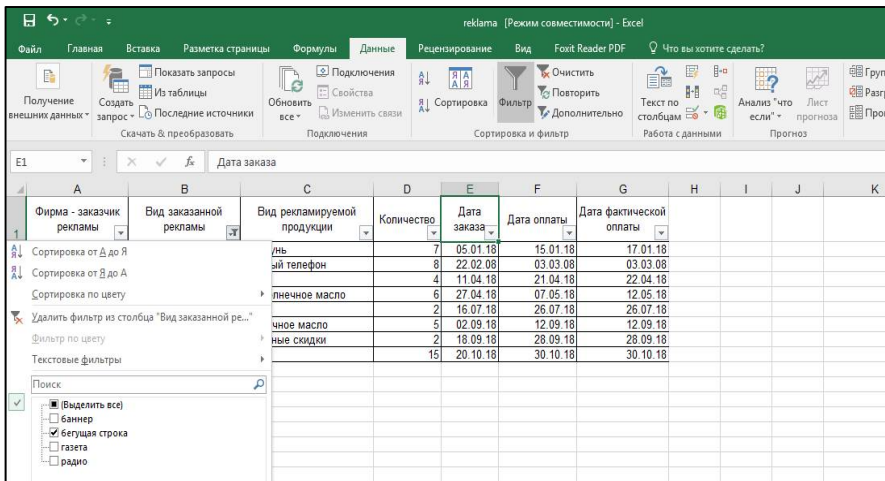 reklama [Режим совместимости] - Excel
Файл Главная Вставка Разметка страницы Формулы Данные Рецензирование Вид Foxit Reader PDF Что вы хотите сделать?
Получение внешних данных
Создать запрос
Показать запросы
Из таблицы
Последние источники
Скачать & преобразовать
Обновить все
Подключения
Свойства
Изменить связи
Подключения
Сортировка
Фильтр
Очистить
Повторить
Дополнительно
Сортировка и фильтр
Текст по столбцам
Работа с данными
Анализ "что если"
Лист прогноза
Прогноз
Груп
Разг
Про
E1 fx Дата заказа
A B C D E F G H I J K
1 Фирма - заказчик рекламы Вид заказанной рекламы Вид рекламируемой продукции Количество Дата заказа Дата оплаты Дата фактической оплаты
унь 7 05.01.18 15.01.18 17.01.18
ый телефон 8 22.02.08 03.03.08 03.03.08
4 11.04.18 21.04.18 22.04.18
лнечное масло 6 27.04.18 07.05.18 12.05.18
2 16.07.18 26.07.18 26.07.18
чное масло 5 02.09.18 12.09.18 12.09.18
ные скидки 2 18.09.18 28.09.18 28.09.18
15 20.10.18 30.10.18 30.10.18
Сортировка от А до Я
Сортировка от Я до А
Сортировка по цвету
Удалить фильтр из столбца "Вид заказанной ре..."
Фильтр по цвету
Текстовые фильтры
Поиск
(Выделить все)
баннер
бегущая строка
газета
радио